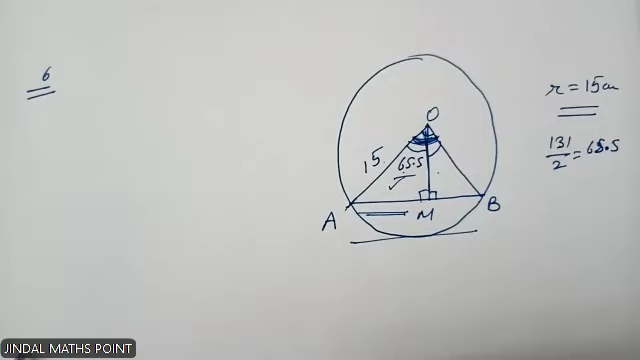 6
O
r = 15cm
131/2 = 65.5
15
65.5
A
M
B
JINDAL MATHS POINT